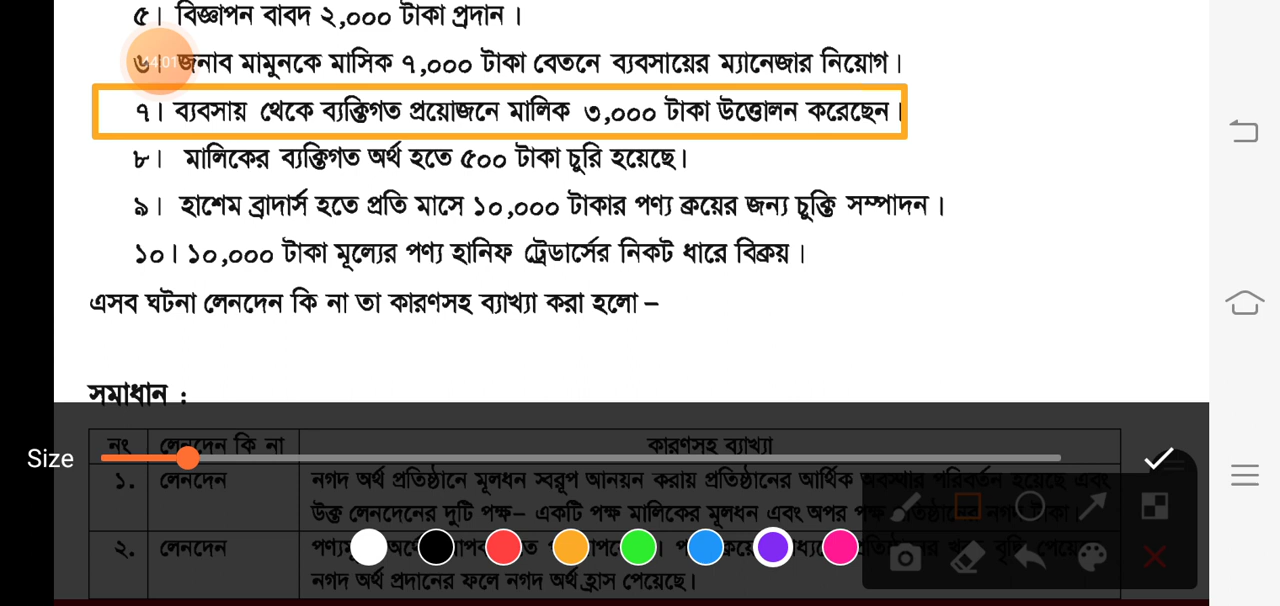 ৫। বিজ্ঞাপন বাবদ ২,০০০ টাকা প্রদান ।
৬। জনাব মামুনকে মাসিক ৭,০০০ টাকা বেতনে ব্যবসায়ের ম্যানেজার নিয়োগ।
৭। ব্যবসায় থেকে ব্যক্তিগত প্রয়োজনে মালিক ৩,০০০ টাকা উত্তোলন করেছেন।
৮। মালিকের ব্যক্তিগত অর্থ হতে ৫০০ টাকা চুরি হয়েছে।
৯। হাশেম ব্রাদার্স হতে প্রতি মাসে ১০,০০০ টাকার পণ্য ক্রয়ের জন্য চুক্তি সম্পাদন।
১০। ১০,০০০ টাকা মূল্যের পণ্য হানিফ ট্রেডার্সের নিকট ধারে বিক্রয়।
এসব ঘটনা লেনদেন কি না তা কারণসহ ব্যাখ্যা করা হলো –
সমাধান :
নং লেনদেন কি না কারণসহ ব্যাখ্যা
Size
১. লেনদেন নগদ অর্থ প্রতিষ্ঠানে মূলধন স্বরূপ আনয়ন করায় প্রতিষ্ঠানের আর্থিক অবস্থার পরিবর্তন হয়েছে এবং
উক্ত লেনদেনের দুটি পক্ষ– একটি পক্ষ মালিকের মূলধন এবং অপর পক্ষ প্রতিষ্ঠানের নগদ টাকা।
২. লেনদেন
নগদ অর্থ প্রদানের ফলে নগদ অর্থ হ্রাস পেয়েছে।